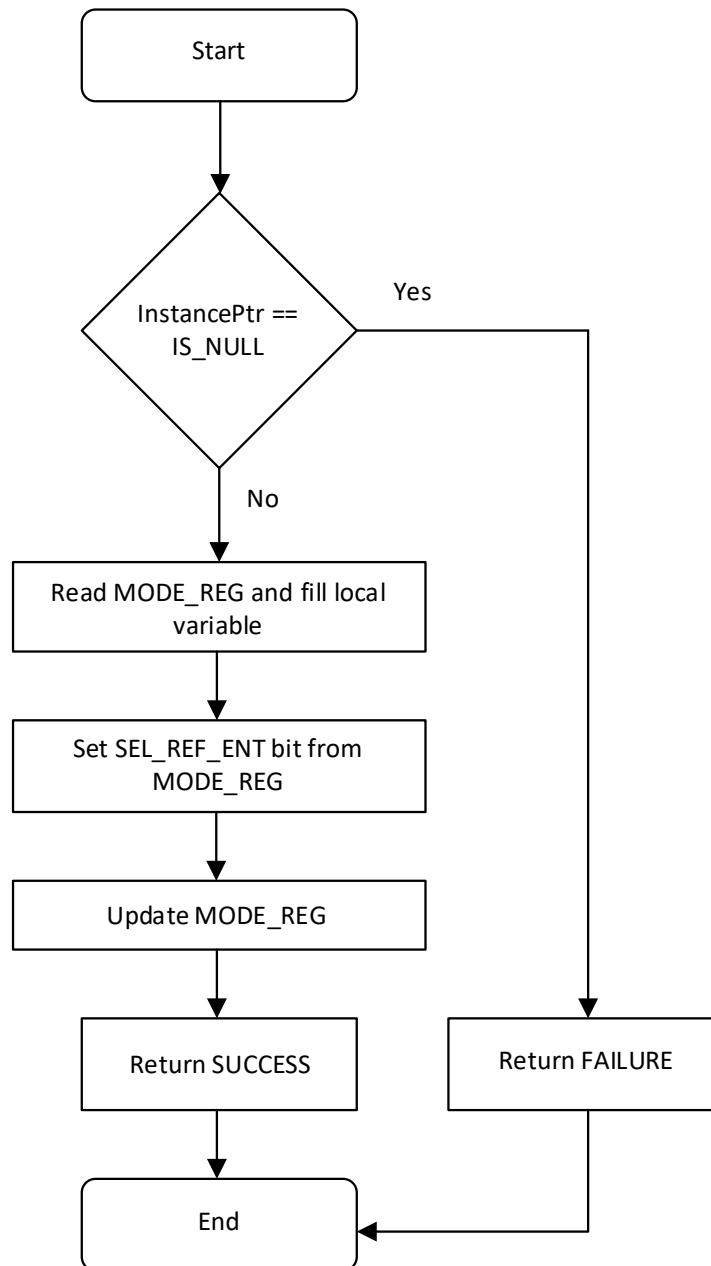 Start
InstancePtr ==
IS_NULL
Yes
No
Read MODE_REG and fill local
variable
Set SEL_REF_ENT bit from
MODE_REG
Update MODE_REG
Return SUCCESS
Return FAILURE
End